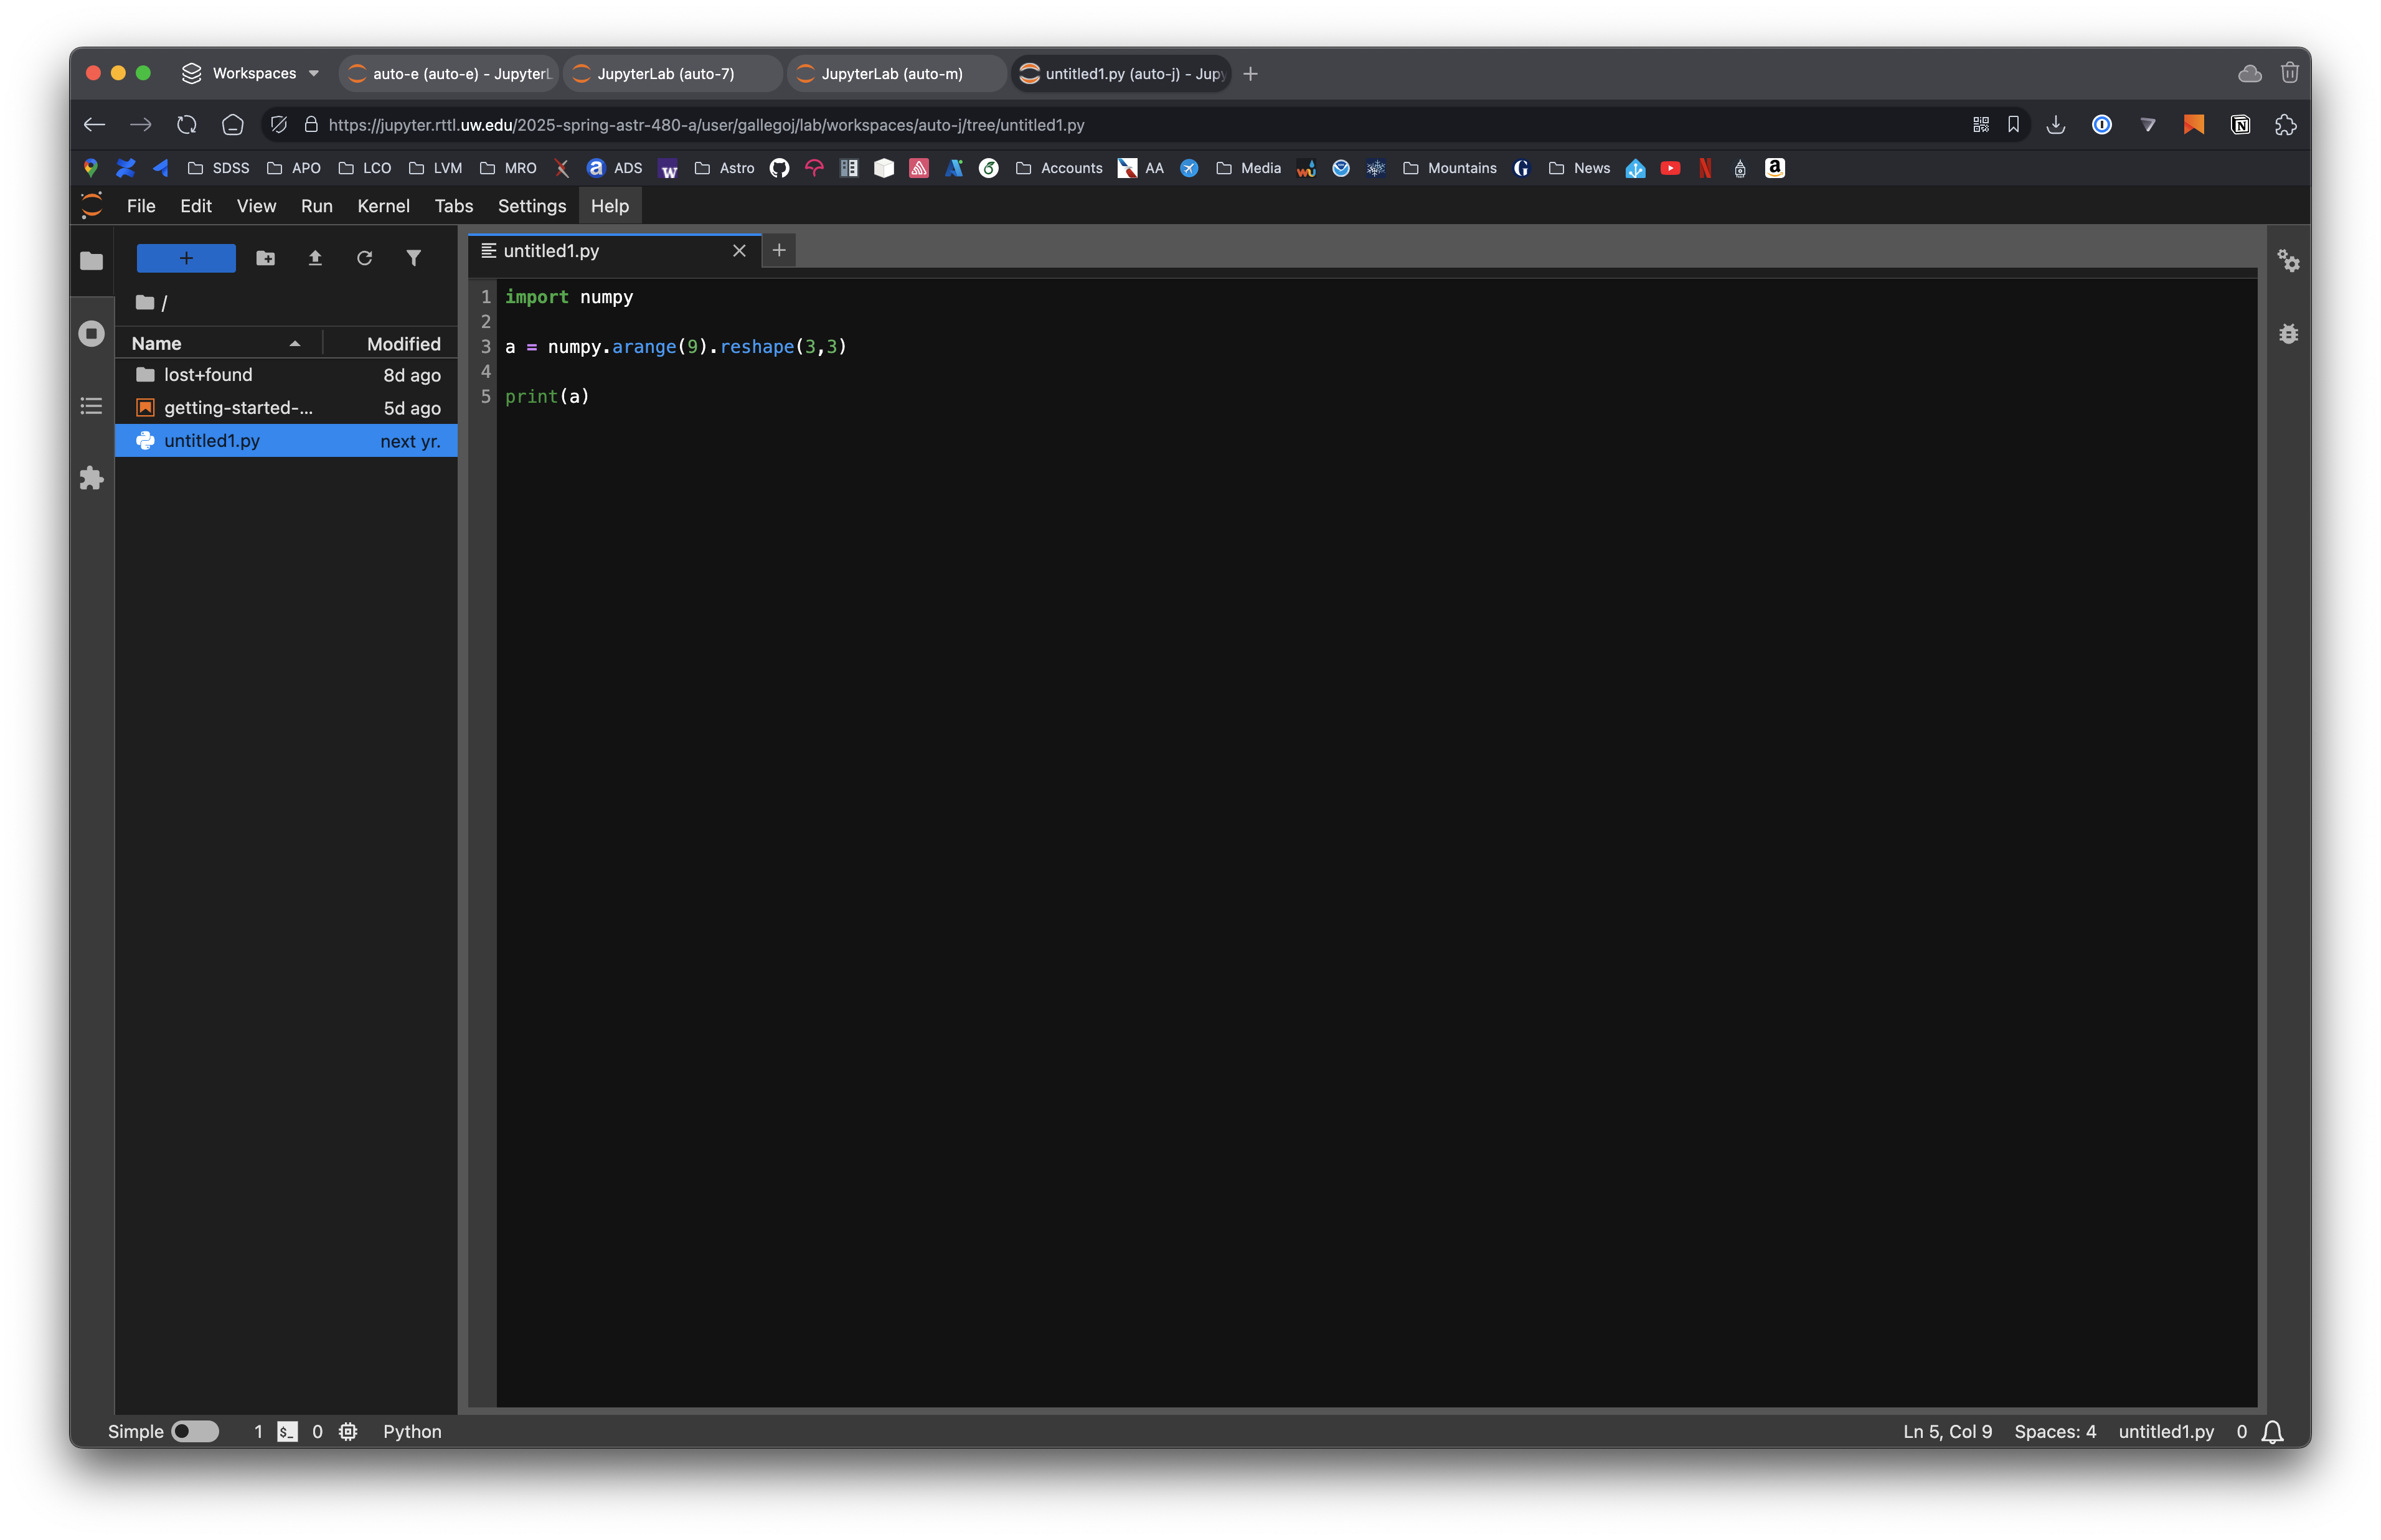 Workspaces
auto-e (auto-e) - JupyterL
JupyterLab (auto-7)
JupyterLab (auto-m)
untitled1.py (auto-j) - Jupy
https://jupyter.rttl.uw.edu/2025-spring-astr-480-a/user/gallegoj/lab/workspaces/auto-j/tree/untitled1.py
SDSS APO LCO LVM MRO ADS Astro Accounts AA Media Mountains News
File Edit View Run Kernel Tabs Settings Help
untitled1.py
/
Name Modified
lost+found 8d ago
getting-started-... 5d ago
untitled1.py next yr.
1 import numpy
2
3 a = numpy.arange(9).reshape(3,3)
4
5 print(a)
Simple 1 $_ 0 Python
Ln 5, Col 9 Spaces: 4 untitled1.py 0